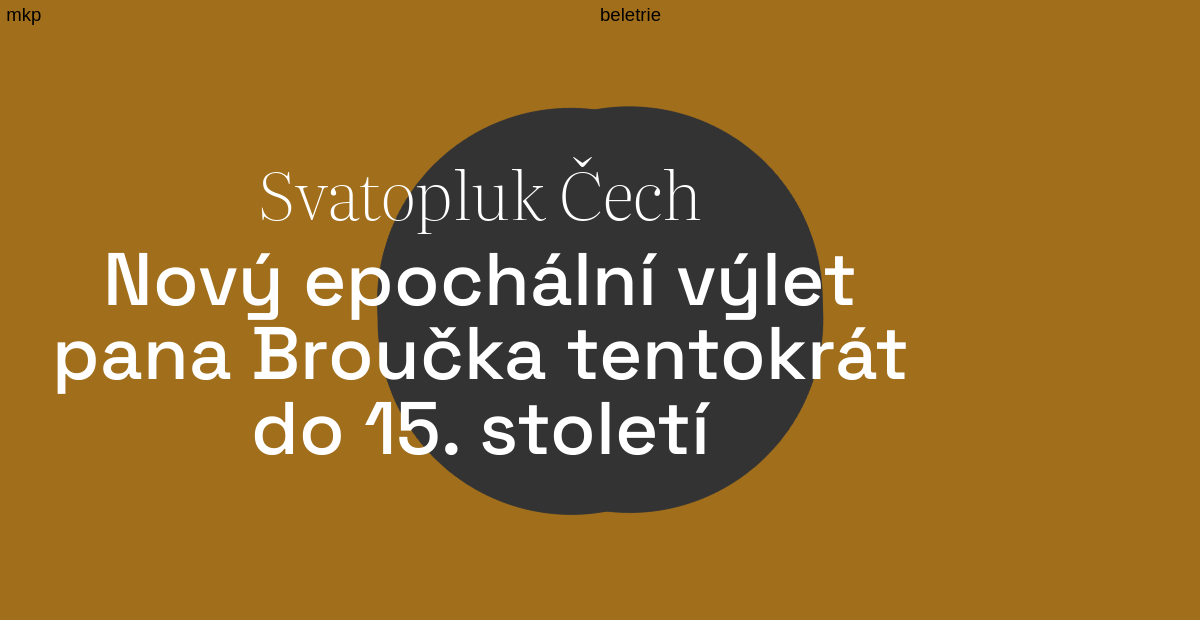 mkp
beletrie
Svatopluk Čech
Nový epochální výlet
pana Broučka tentokrát
do 15. století